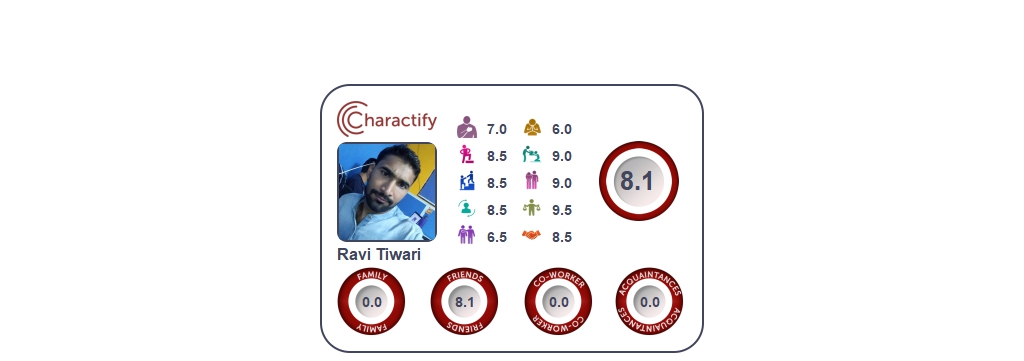 Charactify
7.0 6.0
8.5 9.0
8.5 9.0
8.5 9.5
6.5 8.5
8.1
Ravi Tiwari
FAMILY
0.0
FAMILY
FRIENDS
8.1
FRIENDS
CO-WORKER
0.0
CO-WORKER
ACQUAINTANCES
0.0
ACQUAINTANCES